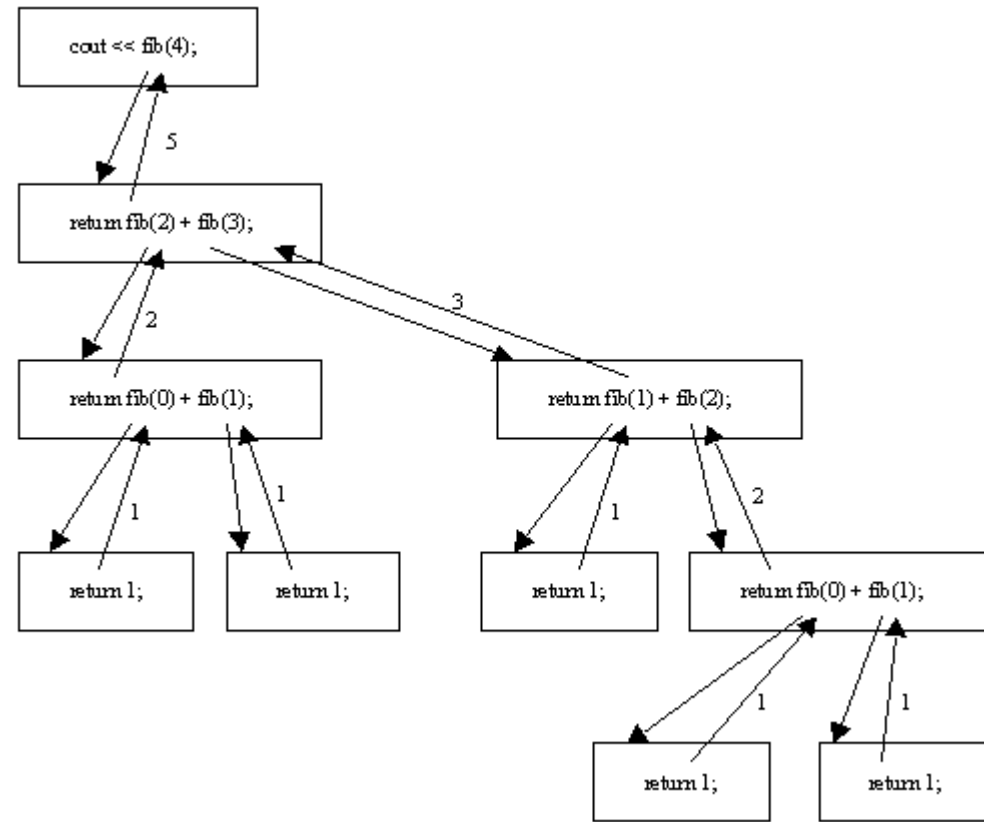 cout << fib(4);
5
return fib(2) + fib(3);
3
2
return fib(0) + fib(1);
return fib(1) + fib(2);
1
1
1
2
return 1;
return 1;
return 1;
return fib(0) + fib(1);
1
1
return 1;
return 1;